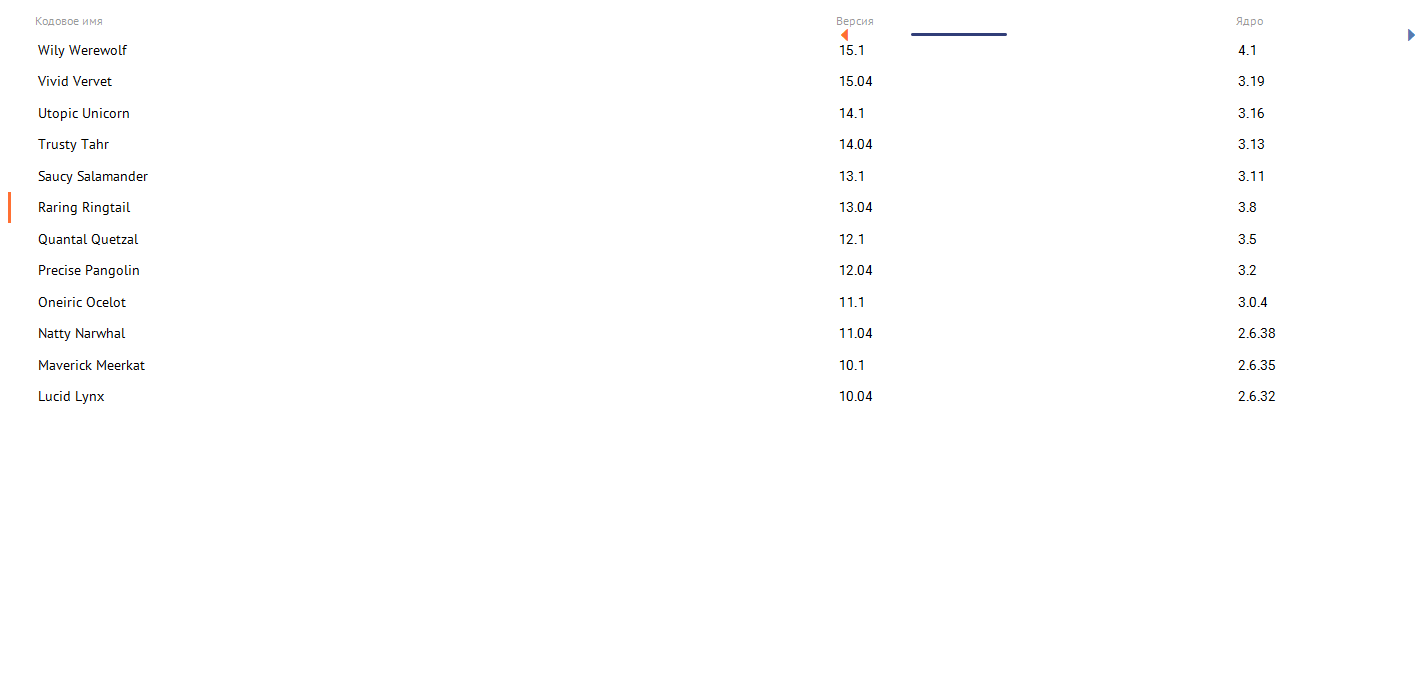 Кодовое имя Версия Ядро
Wily Werewolf 15.1 4.1
Vivid Vervet 15.04 3.19
Utopic Unicorn 14.1 3.16
Trusty Tahr 14.04 3.13
Saucy Salamander 13.1 3.11
Raring Ringtail 13.04 3.8
Quantal Quetzal 12.1 3.5
Precise Pangolin 12.04 3.2
Oneiric Ocelot 11.1 3.0.4
Natty Narwhal 11.04 2.6.38
Maverick Meerkat 10.1 2.6.35
Lucid Lynx 10.04 2.6.32